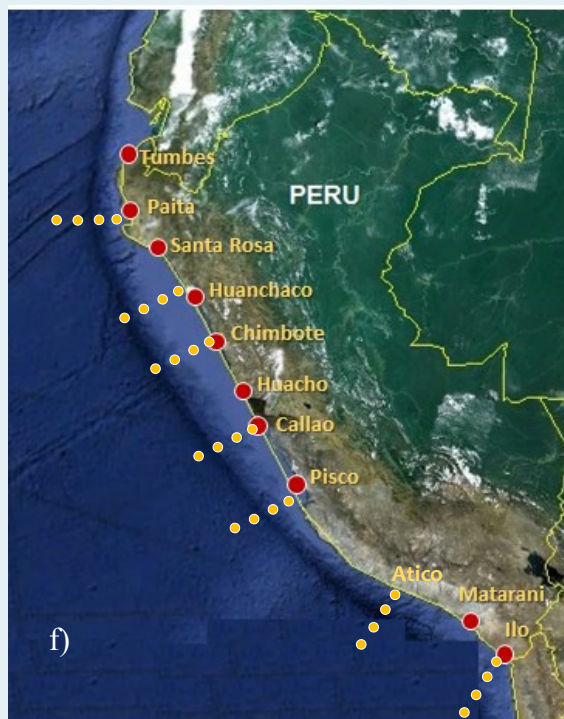 Tumbes
PERU
Paita
Santa Rosa
Huanchaco
Chimbote
Huacho
Callao
Pisco
Atico
Matarani
Ilo
f)